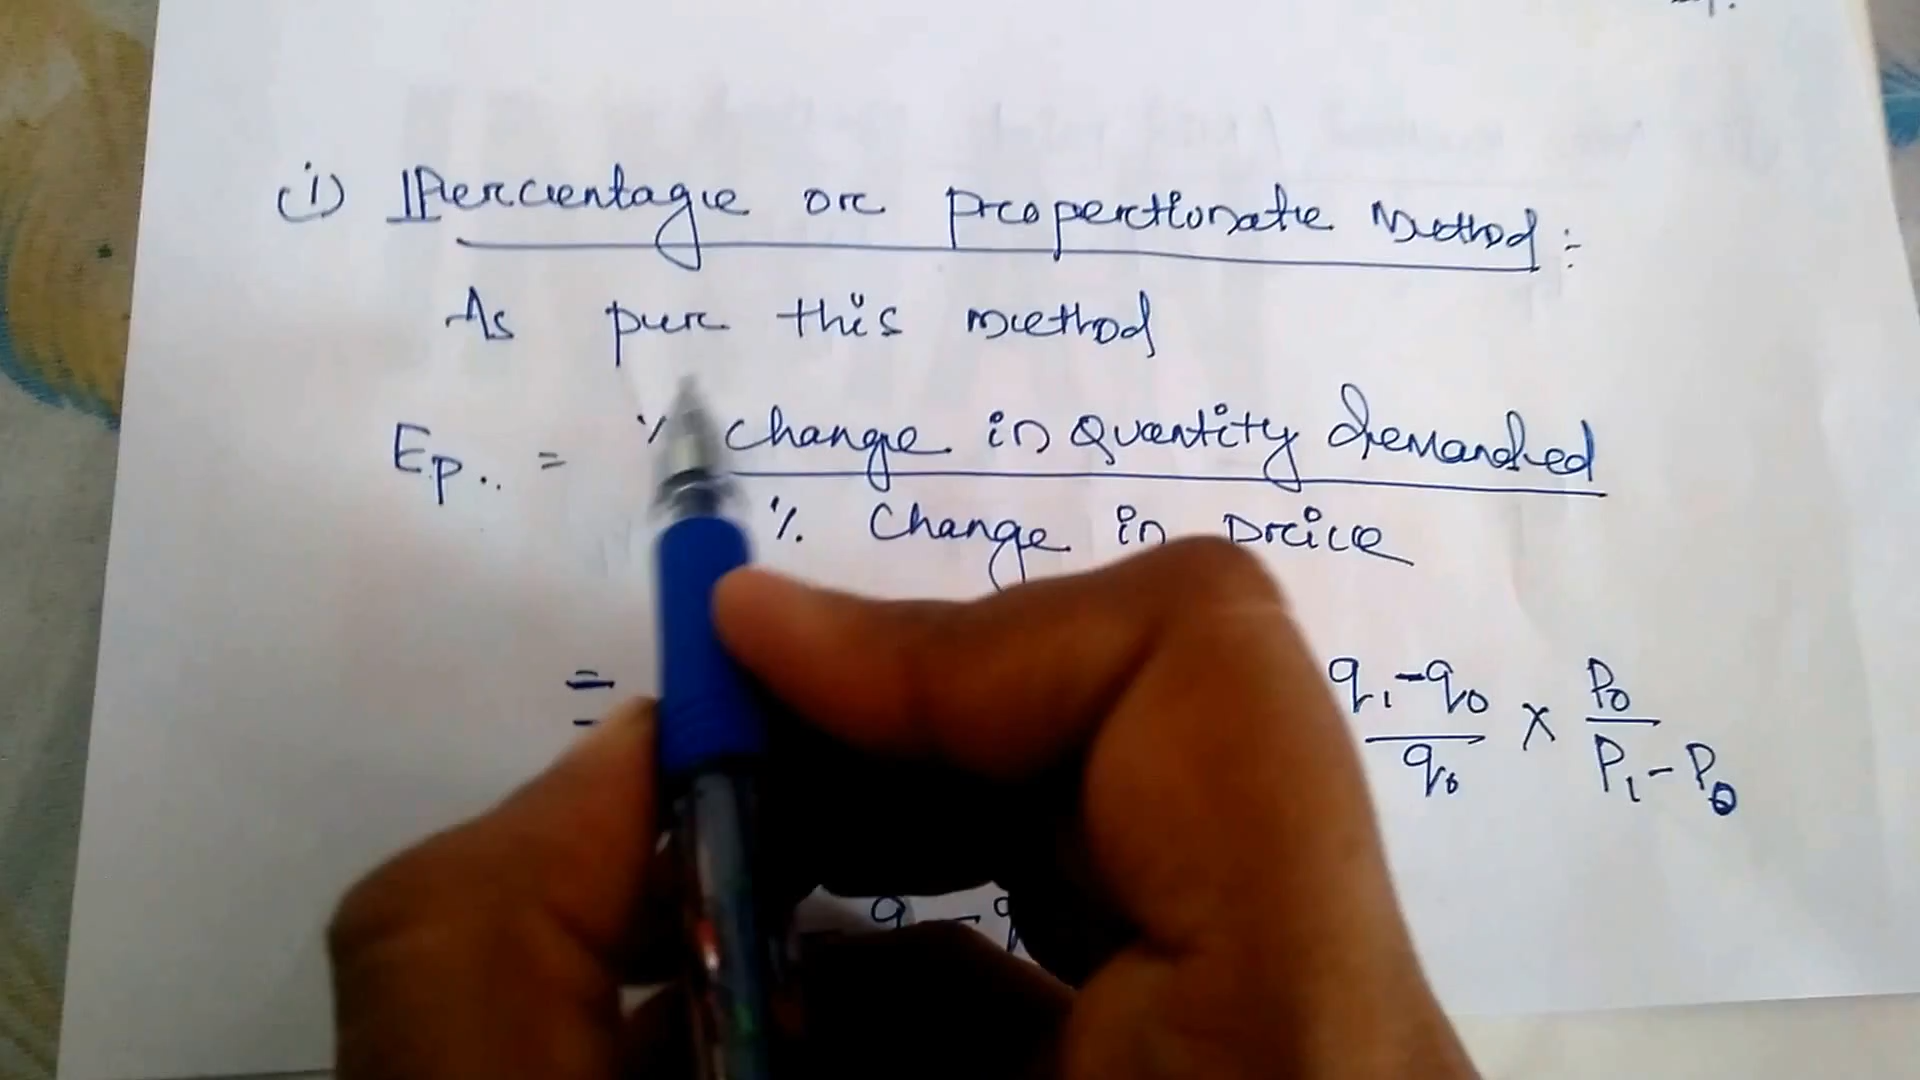 (i) Percentage or propertionate Method :-
As per this method
Ep. = % change in Quantity demanded
% Change in Price
= q₁-q₀ / q₀ × P₀ / P₁-P₀
q - q